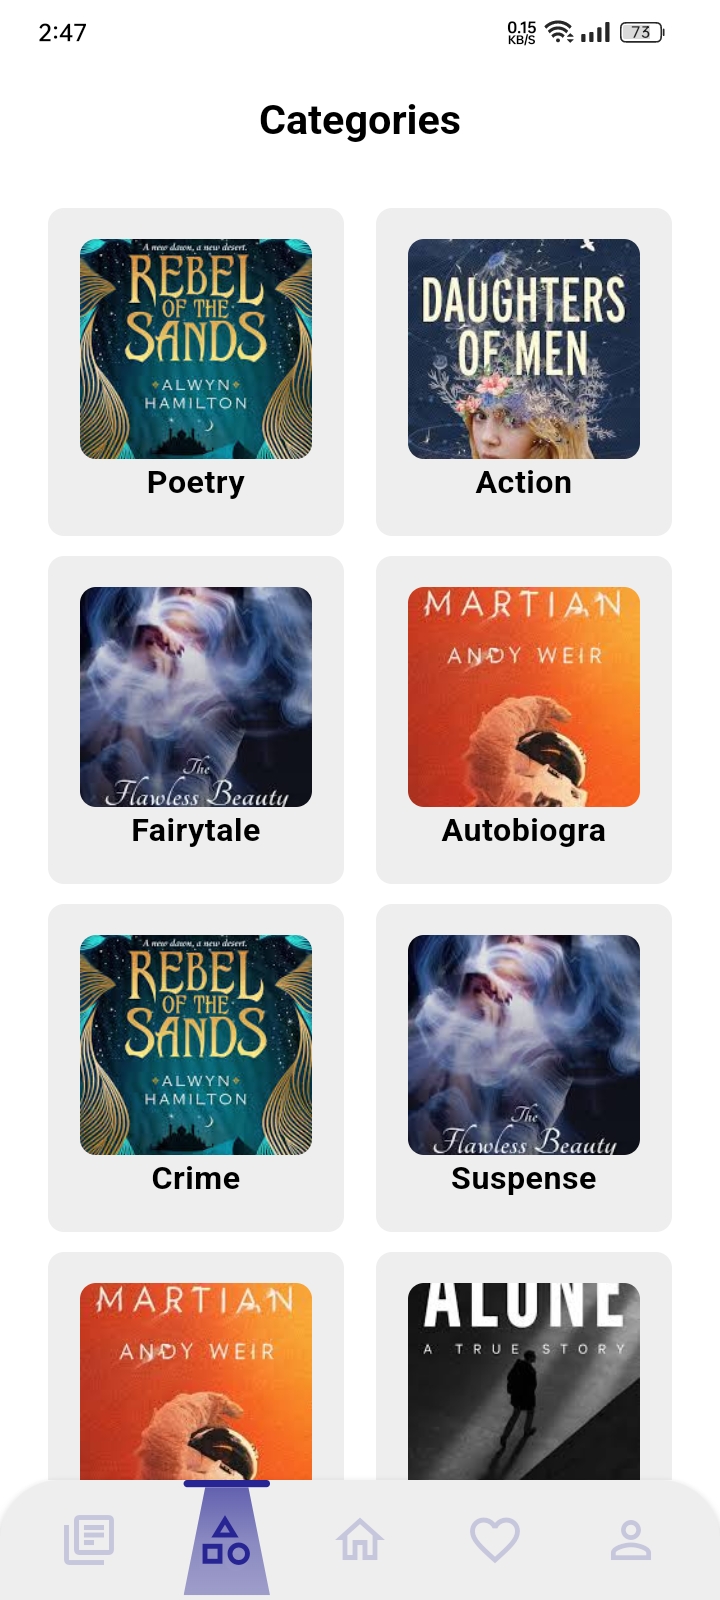 2:47
0.15
KB/S
73
Categories
A new dawn, a new desert.
REBEL
OF THE
SANDS
ALWYN
HAMILTON
Poetry
DAUGHTERS
OF MEN
Action
The
Flawless Beauty
Fairytale
MARTIAN
ANDY WEIR
Autobiogra
A new dawn, a new desert.
REBEL
OF THE
SANDS
ALWYN
HAMILTON
Crime
The
Flawless Beauty
Suspense
MARTIAN
ANDY WEIR
ALONE
A TRUE STORY